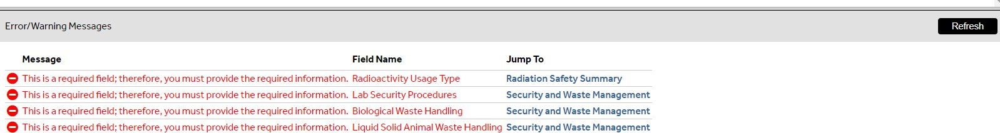 Error/Warning Messages Refresh
Message Field Name Jump To
This is a required field; therefore, you must provide the required information. Radioactivity Usage Type Radiation Safety Summary
This is a required field; therefore, you must provide the required information. Lab Security Procedures Security and Waste Management
This is a required field; therefore, you must provide the required information. Biological Waste Handling Security and Waste Management
This is a required field; therefore, you must provide the required information. Liquid Solid Animal Waste Handling Security and Waste Management